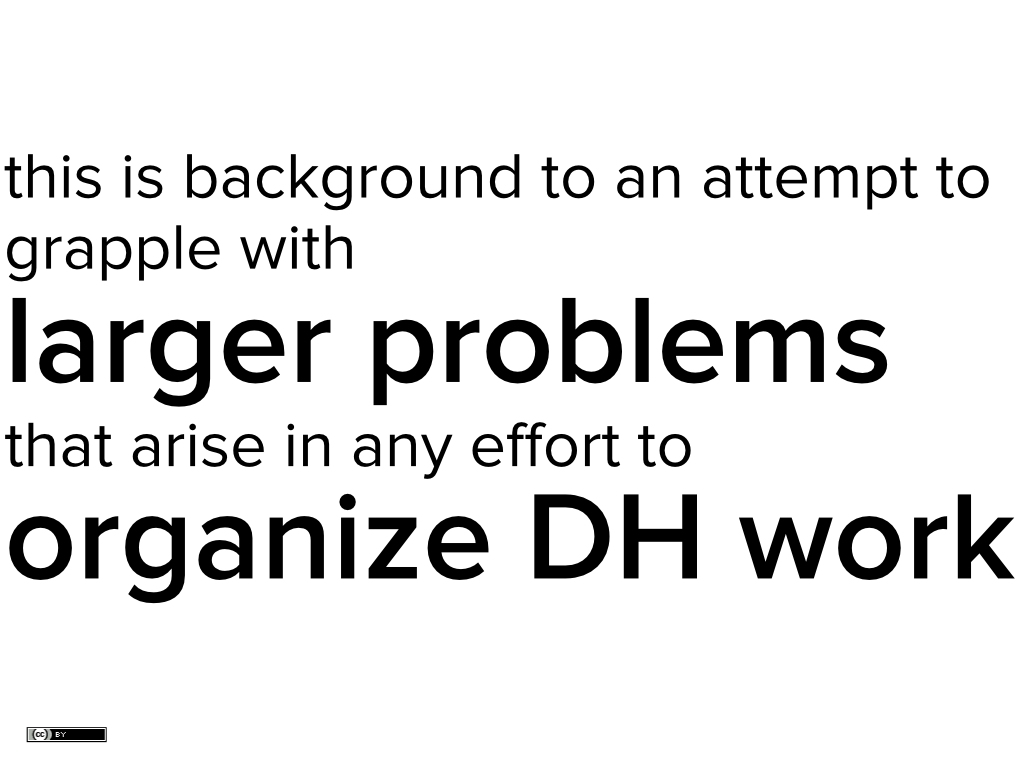 this is background to an attempt to
grapple with
larger problems
that arise in any effort to
organize DH work
cc BY